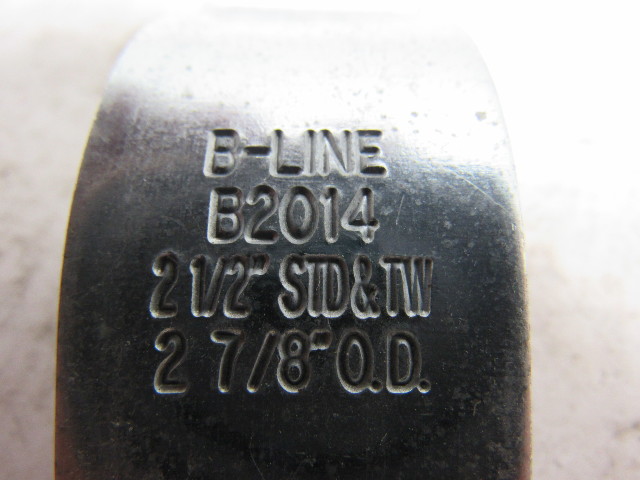 B-LINE
B2014
2 1/2" STD&TW
2 7/8" O.D.